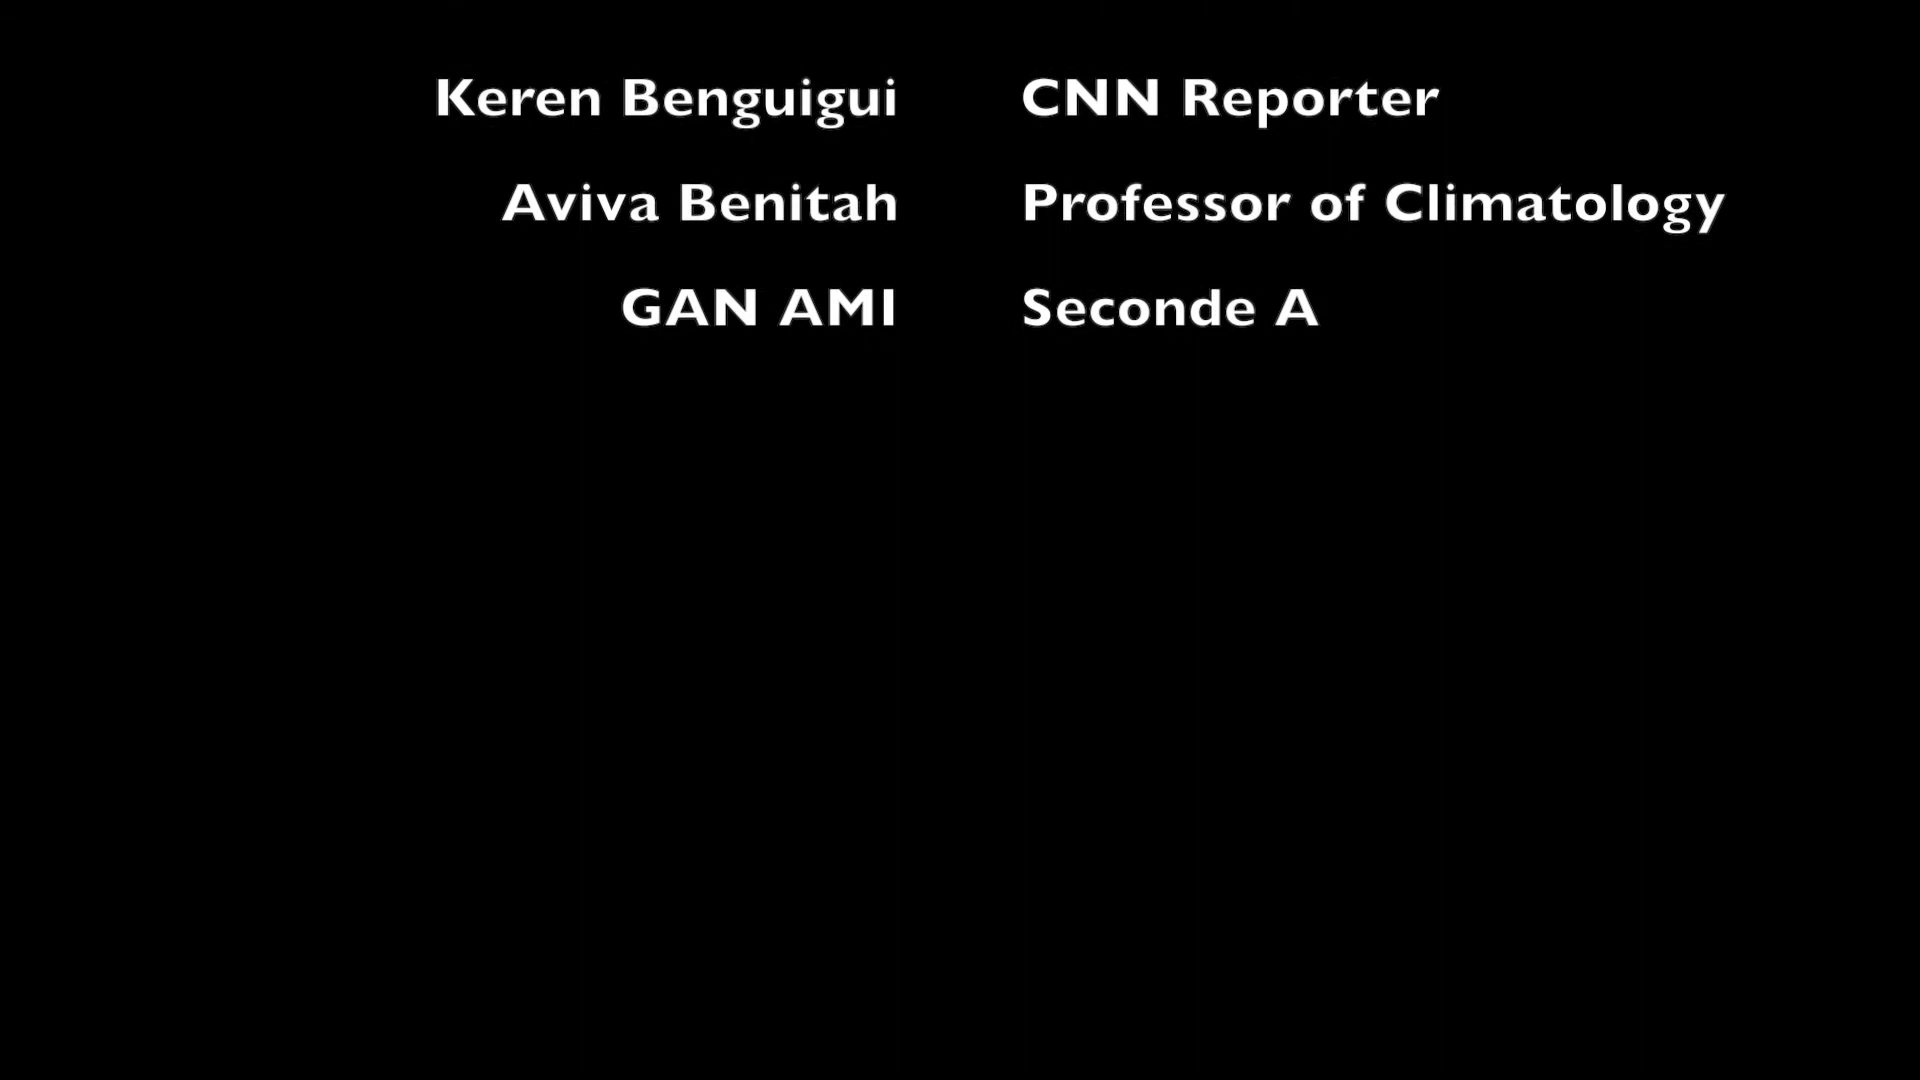 Keren Benguigui CNN Reporter
Aviva Benitah Professor of Climatology
GAN AMI Seconde A